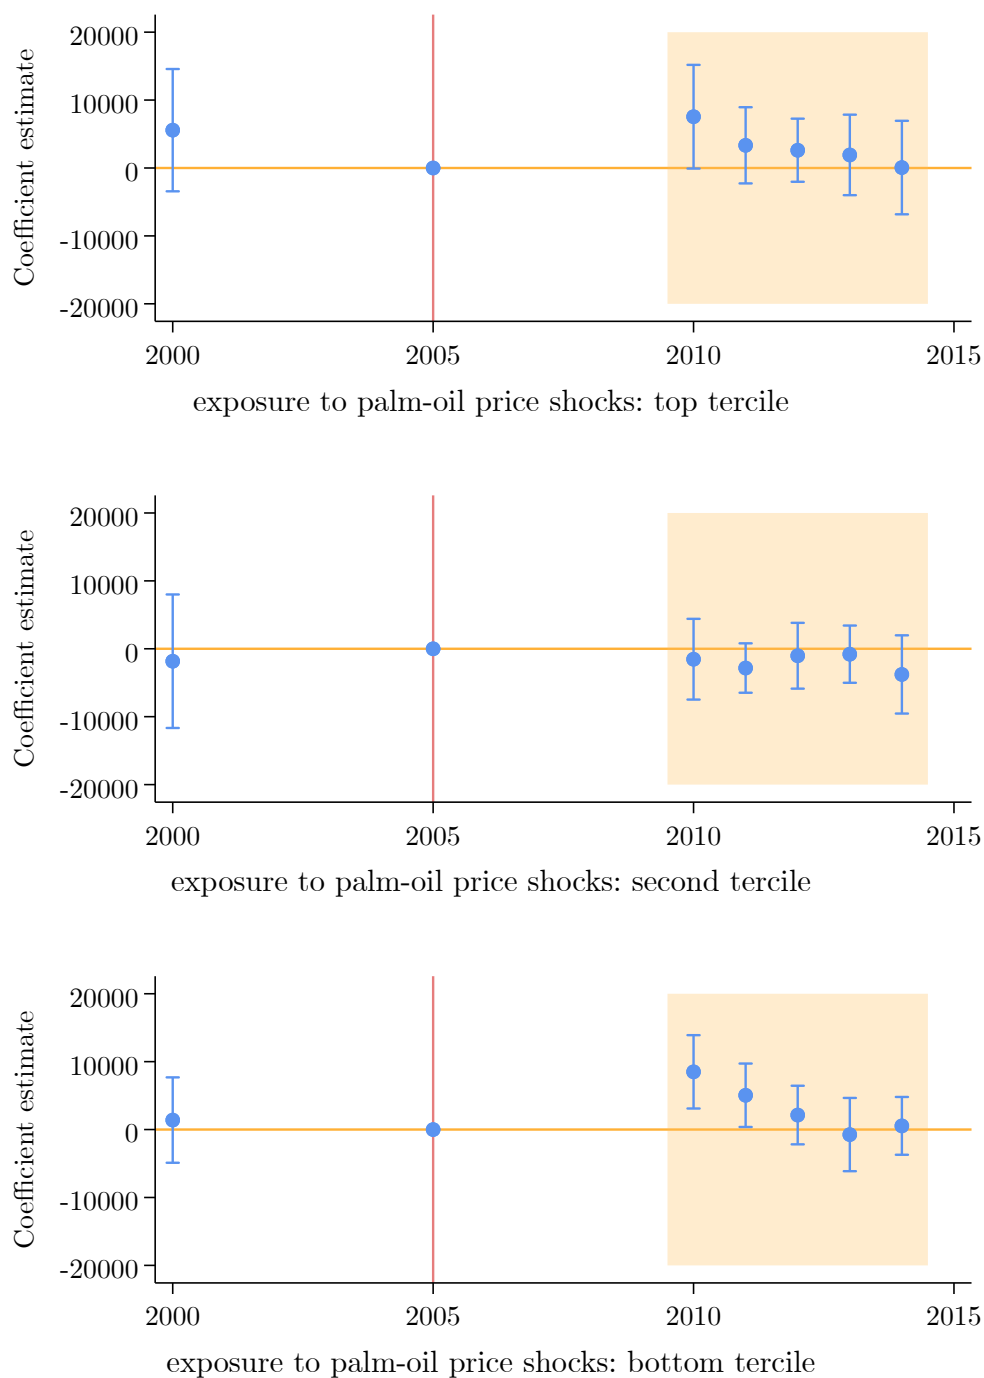 Coefficient estimate
20000
10000
0
-10000
-20000
2000 2005 2010 2015
exposure to palm-oil price shocks: top tercile
Coefficient estimate
20000
10000
0
-10000
-20000
2000 2005 2010 2015
exposure to palm-oil price shocks: second tercile
Coefficient estimate
20000
10000
0
-10000
-20000
2000 2005 2010 2015
exposure to palm-oil price shocks: bottom tercile